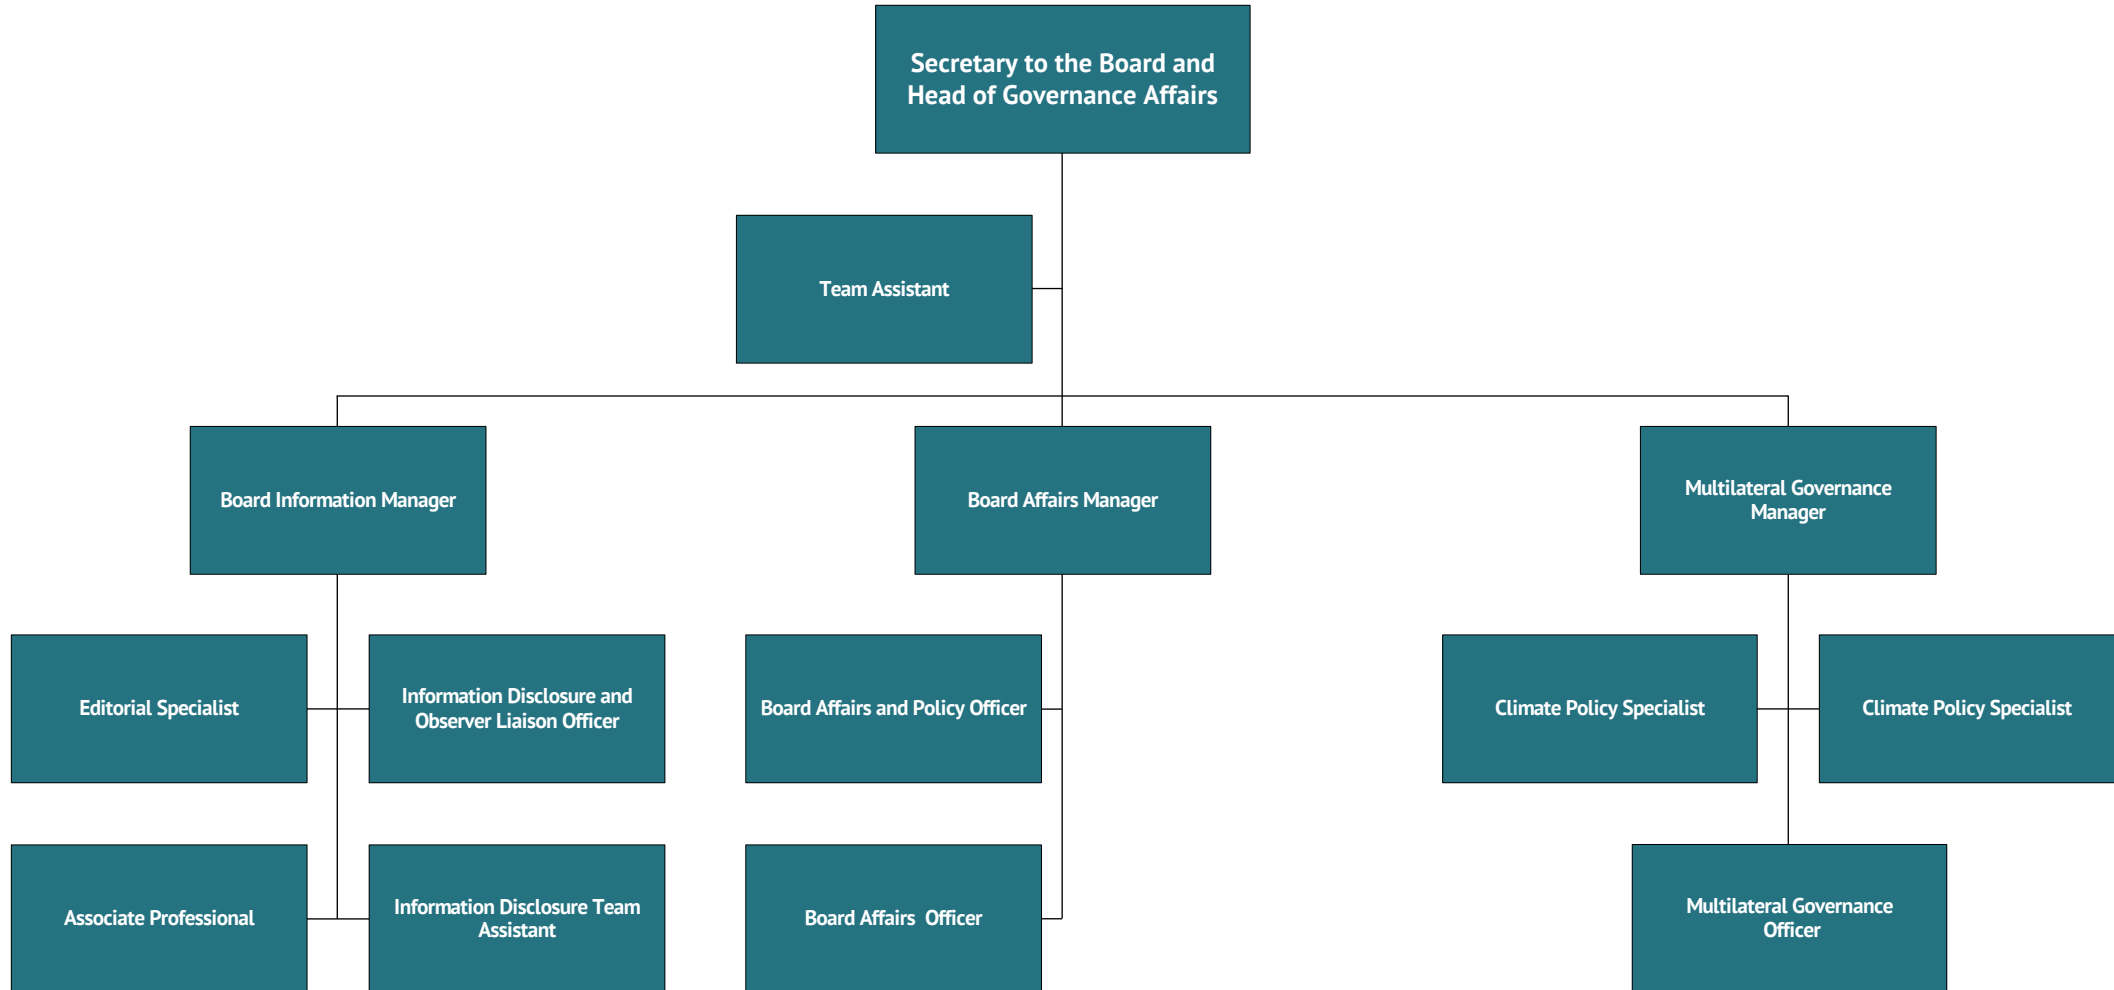 Secretary to the Board and
Head of Governance Affairs
Team Assistant
Board Information Manager
Board Affairs Manager
Multilateral Governance
Manager
Editorial Specialist
Information Disclosure and
Observer Liaison Officer
Board Affairs and Policy Officer
Climate Policy Specialist
Climate Policy Specialist
Associate Professional
Information Disclosure Team
Assistant
Board Affairs  Officer
Multilateral Governance
Officer